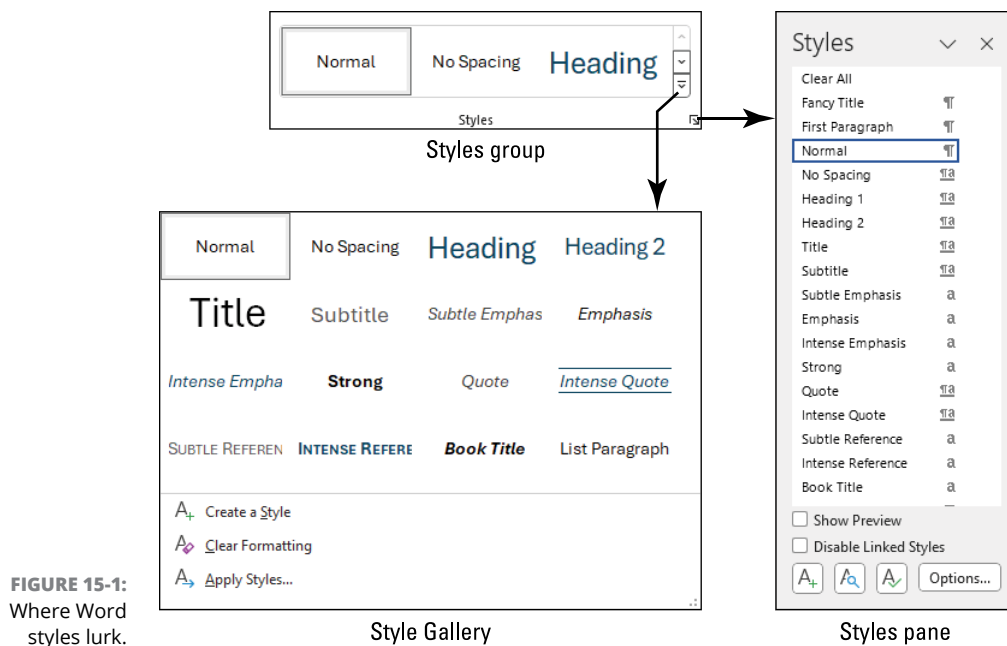 Normal No Spacing Heading
Styles
Styles group
Normal No Spacing Heading Heading 2
Title Subtitle Subtle Emphas Emphasis
Intense Empha Strong Quote Intense Quote
SUBTLE REFEREN INTENSE REFERE Book Title List Paragraph
Create a Style
Clear Formatting
Apply Styles...
Style Gallery
Styles
Clear All
Fancy Title ¶
First Paragraph ¶
Normal ¶
No Spacing ¶a
Heading 1 ¶a
Heading 2 ¶a
Title ¶a
Subtitle ¶a
Subtle Emphasis a
Emphasis a
Intense Emphasis a
Strong a
Quote ¶a
Intense Quote ¶a
Subtle Reference a
Intense Reference a
Book Title a
Show Preview
Disable Linked Styles
Options...
Styles pane
FIGURE 15-1:
Where Word
styles lurk.